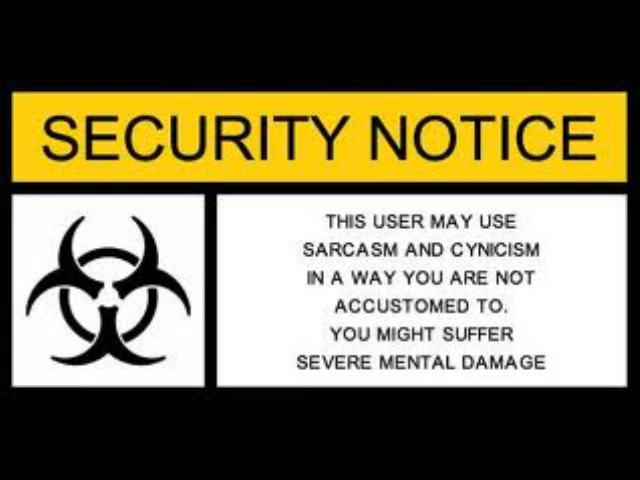 SECURITY NOTICE
THIS USER MAY USE
SARCASM AND CYNICISM
IN A WAY YOU ARE NOT
ACCUSTOMED TO.
YOU MIGHT SUFFER
SEVERE MENTAL DAMAGE